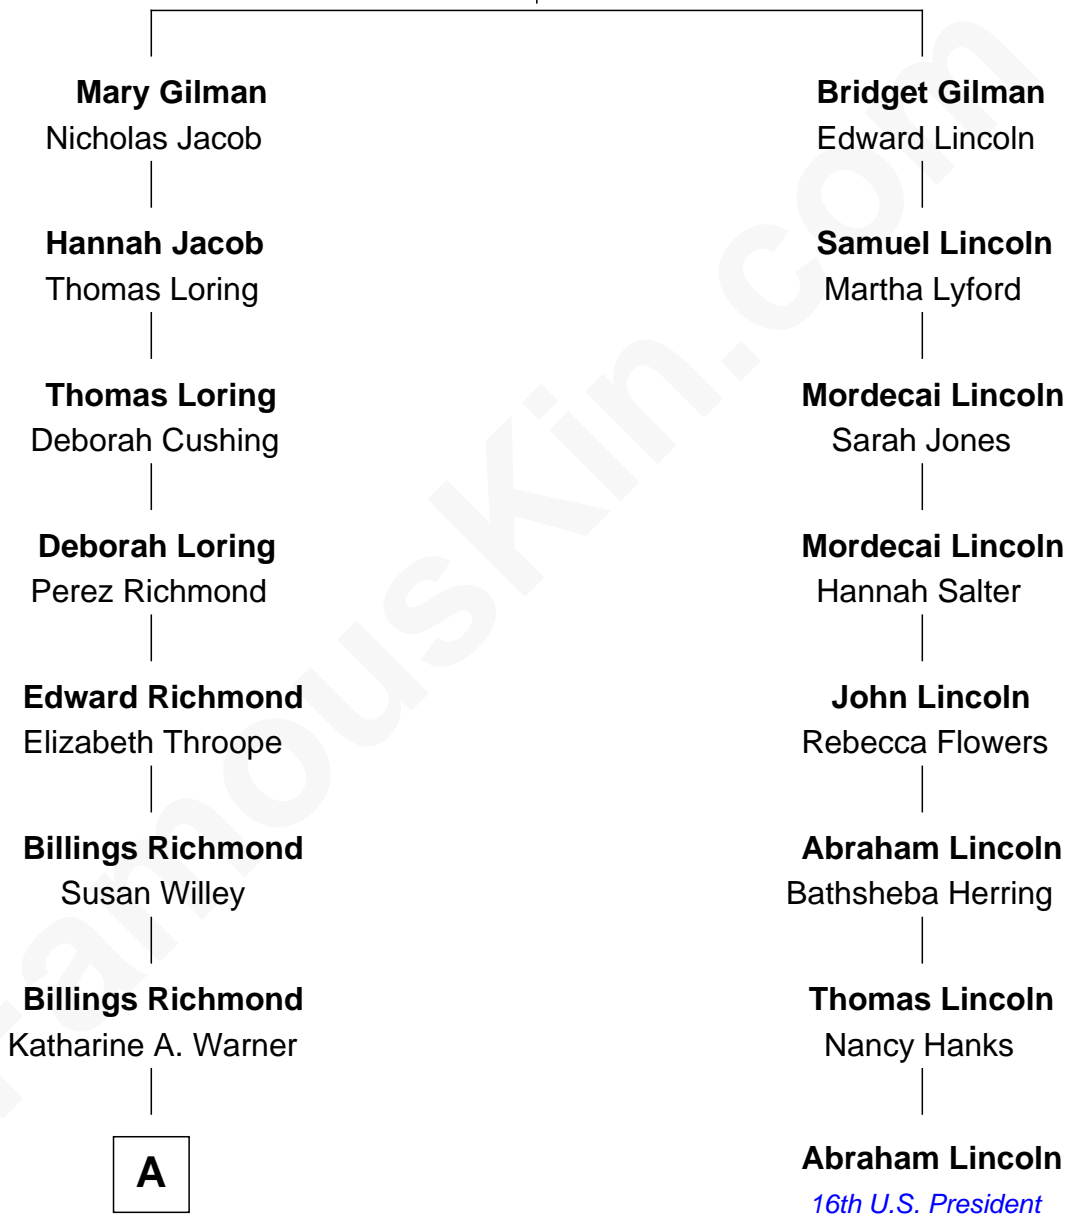 Mary Gilman
Nicholas Jacob
Bridget Gilman
Edward Lincoln
Hannah Jacob
Thomas Loring
Samuel Lincoln
Martha Lyford
Thomas Loring
Deborah Cushing
Mordecai Lincoln
Sarah Jones
Deborah Loring
Perez Richmond
Mordecai Lincoln
Hannah Salter
Edward Richmond
Elizabeth Throope
John Lincoln
Rebecca Flowers
Billings Richmond
Susan Willey
Abraham Lincoln
Bathsheba Herring
Billings Richmond
Katharine A. Warner
Thomas Lincoln
Nancy Hanks
A
Abraham Lincoln
16th U.S. President
FamousKin.com